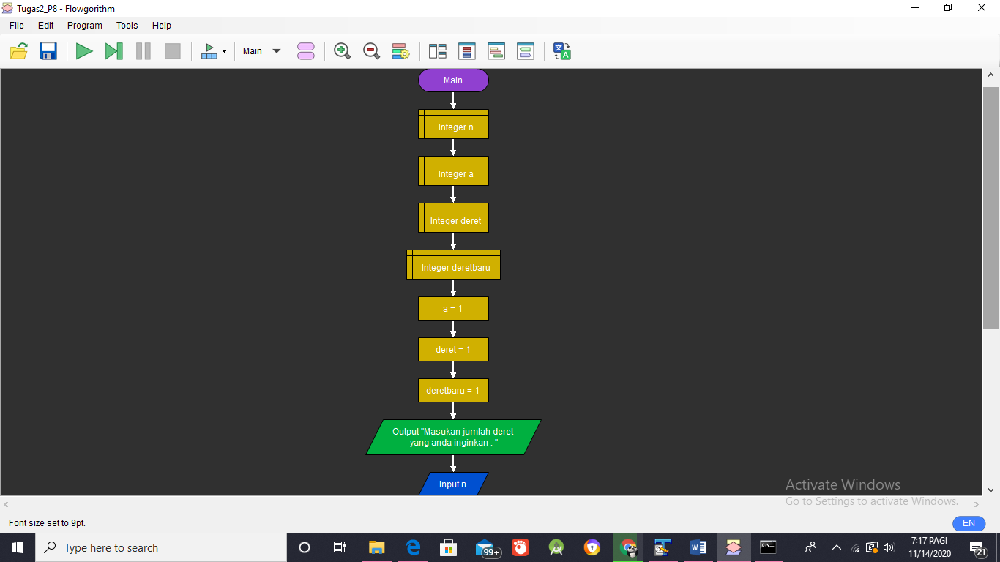 Tugas2_P8 - Flowgorithm
File Edit Program Tools Help
Main
Main
Integer n
Integer a
Integer deret
Integer deretbaru
a = 1
deret = 1
deretbaru = 1
Output "Masukan jumlah deret
yang anda inginkan : "
Input n
Activate Windows
Go to Settings to activate Windows.
Font size set to 9pt.
EN
Type here to search
99+
7:17 PAGI
11/14/2020
21